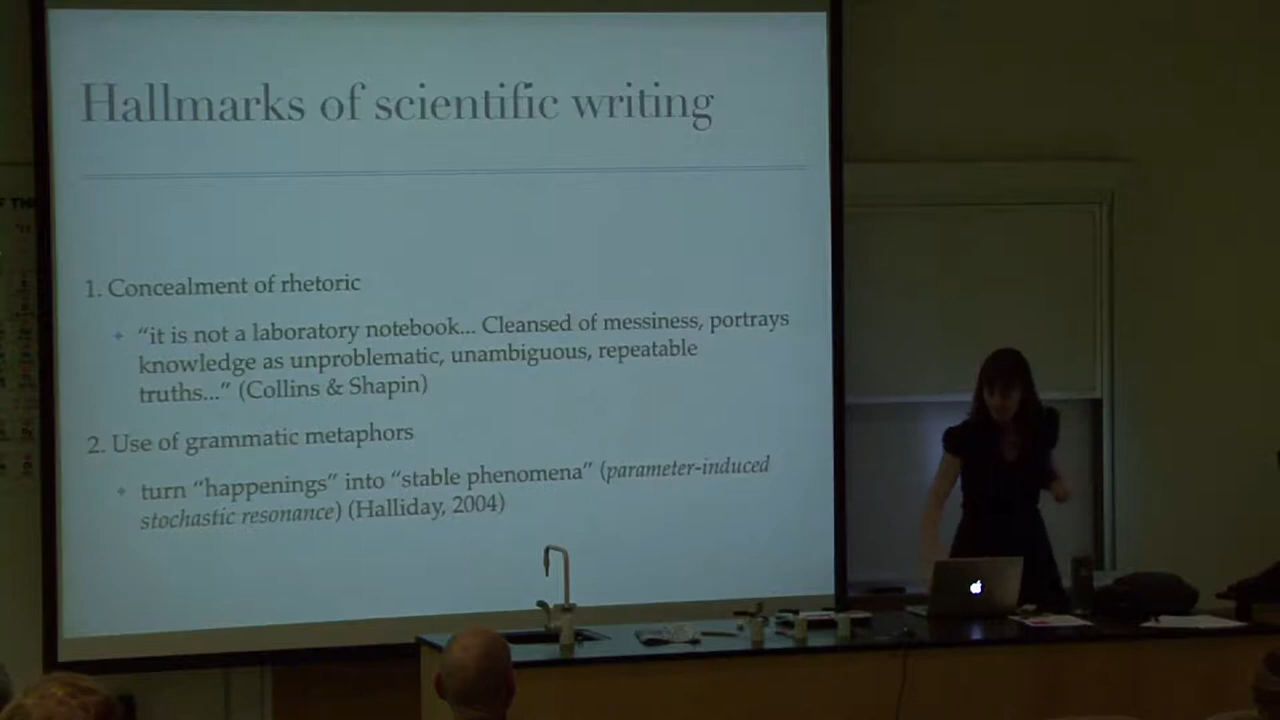 Hallmarks of scientific writing
1. Concealment of rhetoric
“it is not a laboratory notebook... Cleansed of messiness, portrays
knowledge as unproblematic, unambiguous, repeatable
truths...” (Collins & Shapin)
2. Use of grammatic metaphors
turn “happenings” into “stable phenomena” (parameter-induced
stochastic resonance) (Halliday, 2004)